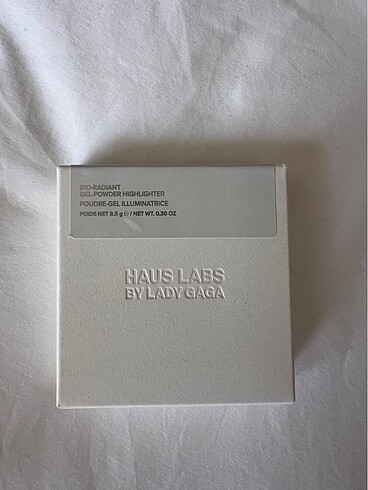 BIO-RADIANT
GEL-POWDER HIGHLIGHTER
POUDRE-GEL ILLUMINATRICE
POIDS NET 8.5 g ℮ / NET WT. 0.30 OZ
HAUS LABS
BY LADY GAGA